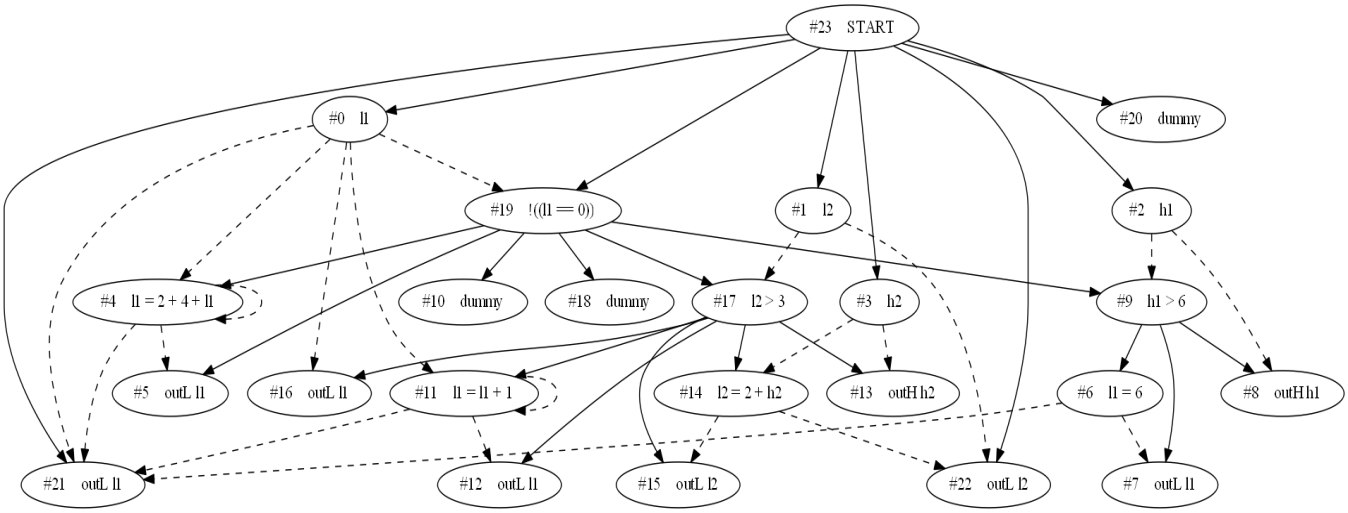 #23 START
#0 l1
#20 dummy
#19 !((l1 == 0))
#1 l2
#2 h1
#4 l1 = 2 + 4 + l1
#10 dummy
#18 dummy
#17 l2 > 3
#3 h2
#9 h1 > 6
#5 outL l1
#16 outL l1
#11 l1 = l1 + 1
#14 l2 = 2 + h2
#13 outH h2
#6 l1 = 6
#8 outH h1
#21 outL l1
#12 outL l1
#15 outL l2
#22 outL l2
#7 outL l1